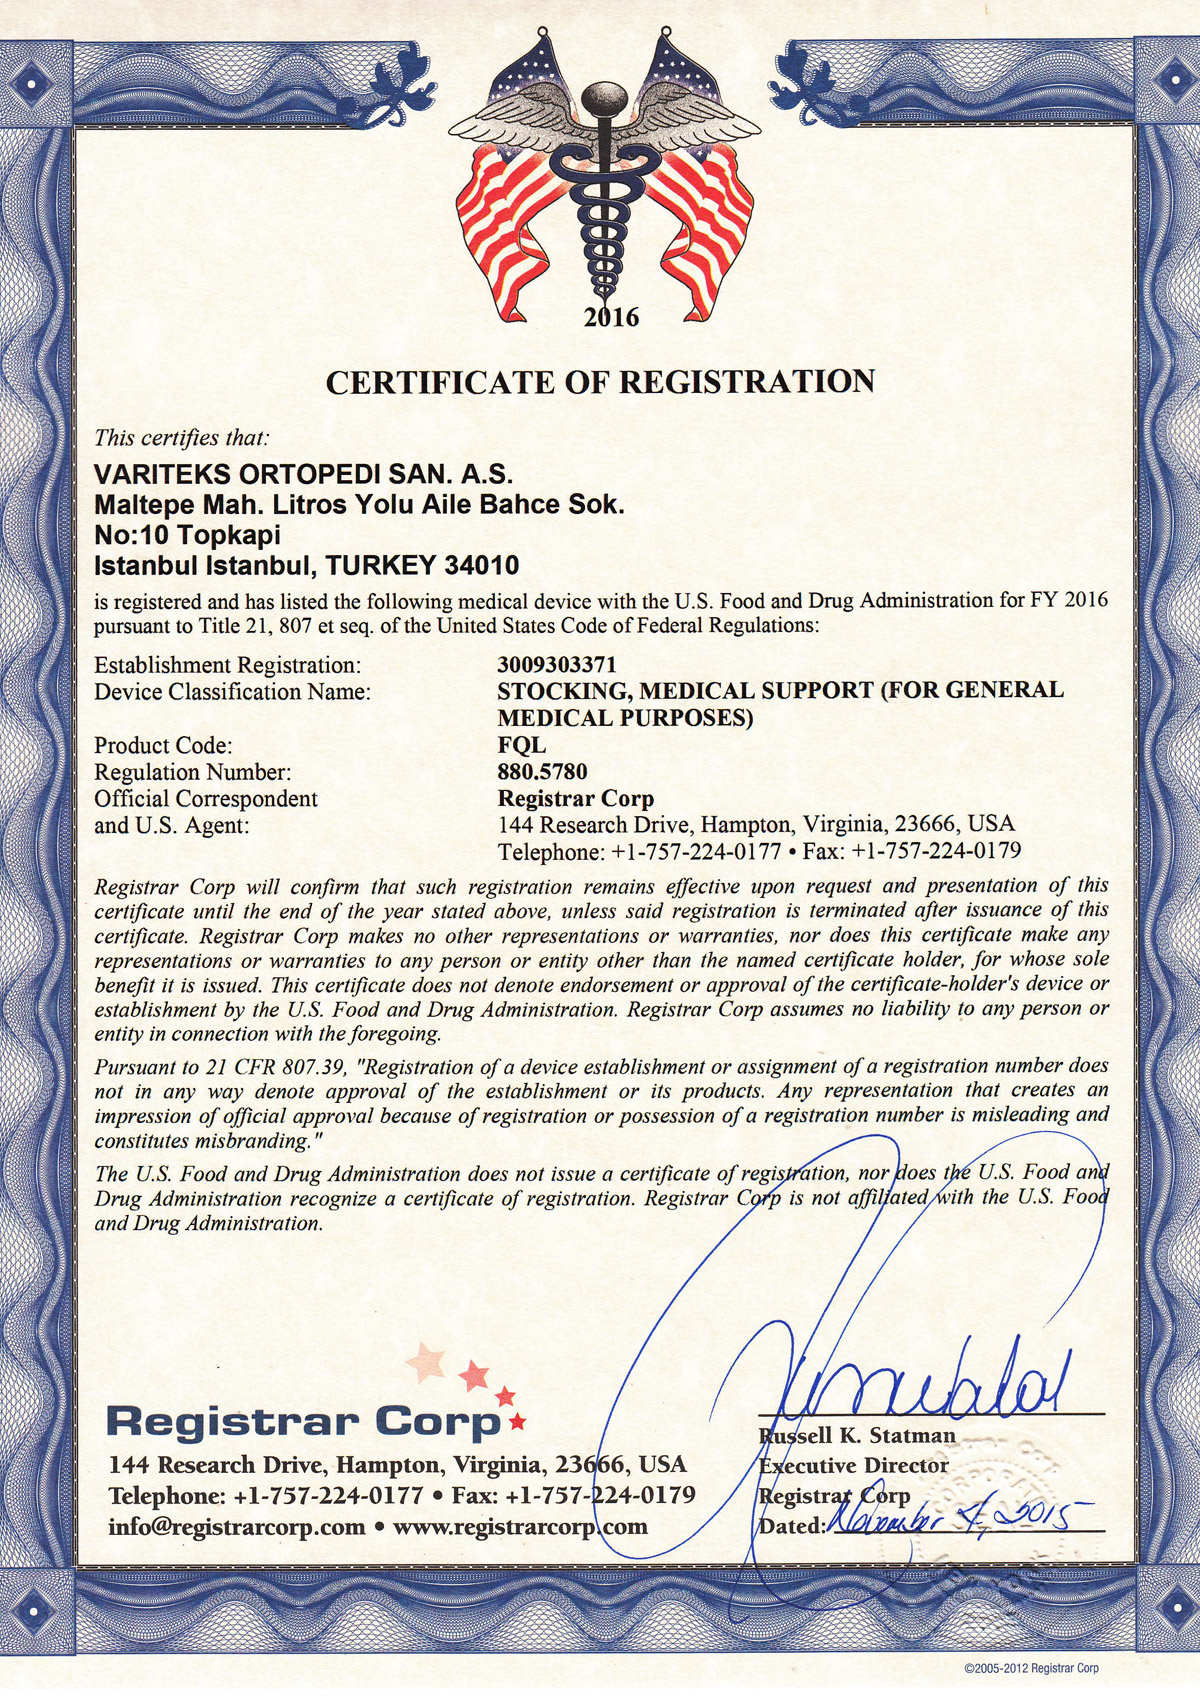 2016
CERTIFICATE OF REGISTRATION
This certifies that:
VARITEKS ORTOPEDI SAN. A.S.
Maltepe Mah. Litros Yolu Aile Bahce Sok.
No:10 Topkapi
Istanbul Istanbul, TURKEY 34010
is registered and has listed the following medical device with the U.S. Food and Drug Administration for FY 2016
pursuant to Title 21, 807 et seq. of the United States Code of Federal Regulations:
Establishment Registration: 3009303371
Device Classification Name: STOCKING, MEDICAL SUPPORT (FOR GENERAL
MEDICAL PURPOSES)
Product Code: FQL
Regulation Number: 880.5780
Official Correspondent Registrar Corp
and U.S. Agent: 144 Research Drive, Hampton, Virginia, 23666, USA
Telephone: +1-757-224-0177 • Fax: +1-757-224-0179
Registrar Corp will confirm that such registration remains effective upon request and presentation of this
certificate until the end of the year stated above, unless said registration is terminated after issuance of this
certificate. Registrar Corp makes no other representations or warranties, nor does this certificate make any
representations or warranties to any person or entity other than the named certificate holder, for whose sole
benefit it is issued. This certificate does not denote endorsement or approval of the certificate-holder's device or
establishment by the U.S. Food and Drug Administration. Registrar Corp assumes no liability to any person or
entity in connection with the foregoing.
Pursuant to 21 CFR 807.39, "Registration of a device establishment or assignment of a registration number does
not in any way denote approval of the establishment or its products. Any representation that creates an
impression of official approval because of registration or possession of a registration number is misleading and
constitutes misbranding."
The U.S. Food and Drug Administration does not issue a certificate of registration, nor does the U.S. Food and
Drug Administration recognize a certificate of registration. Registrar Corp is not affiliated with the U.S. Food
and Drug Administration.
Registrar Corp
144 Research Drive, Hampton, Virginia, 23666, USA
Telephone: +1-757-224-0177 • Fax: +1-757-224-0179
info@registrarcorp.com • www.registrarcorp.com
Russell K. Statman
Executive Director
Registrar Corp
Dated: November 4, 2015
©2005-2012 Registrar Corp